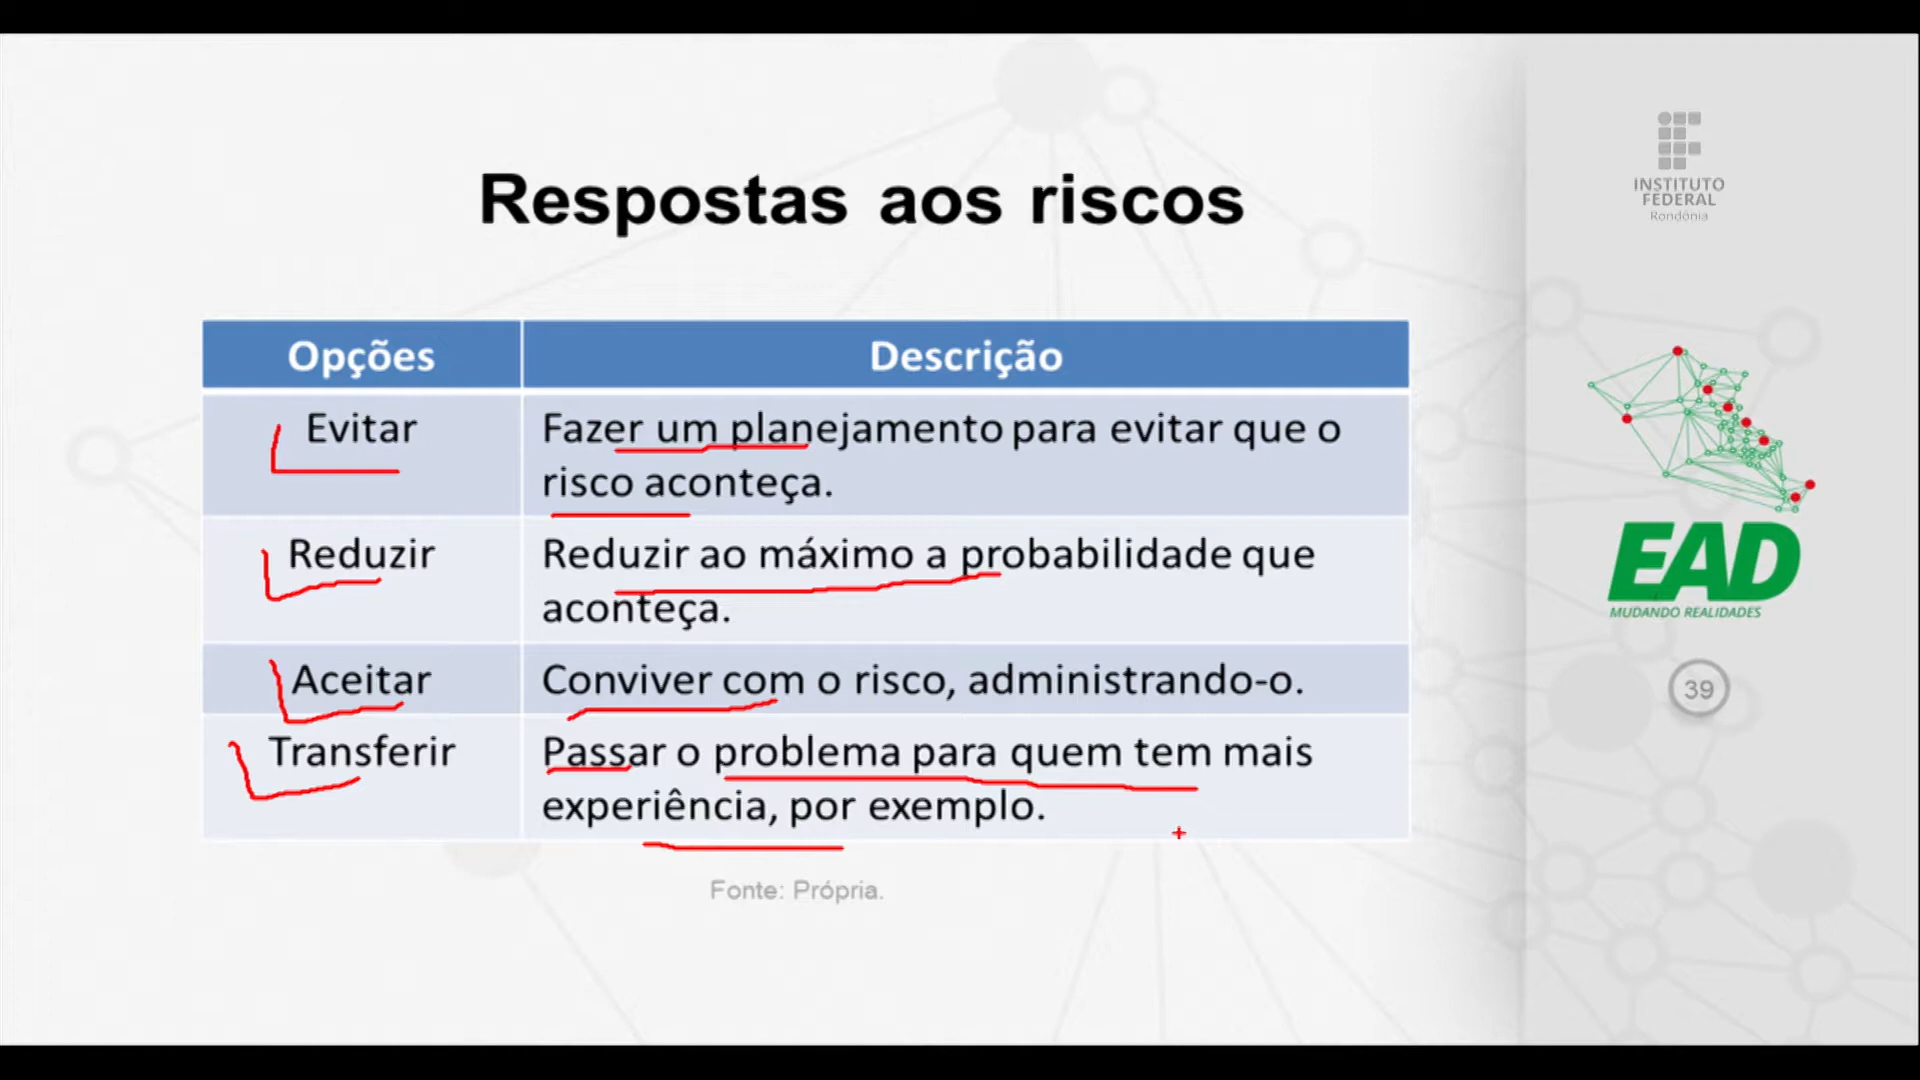 Respostas aos riscos
INSTITUTO
FEDERAL
Rondônia
Opções
Descrição
Evitar
Fazer um planejamento para evitar que o
risco aconteça.
Reduzir
Reduzir ao máximo a probabilidade que
aconteça.
Aceitar
Conviver com o risco, administrando-o.
Transferir
Passar o problema para quem tem mais
experiência, por exemplo.
Fonte: Própria.
EAD
MUDANDO REALIDADES
39